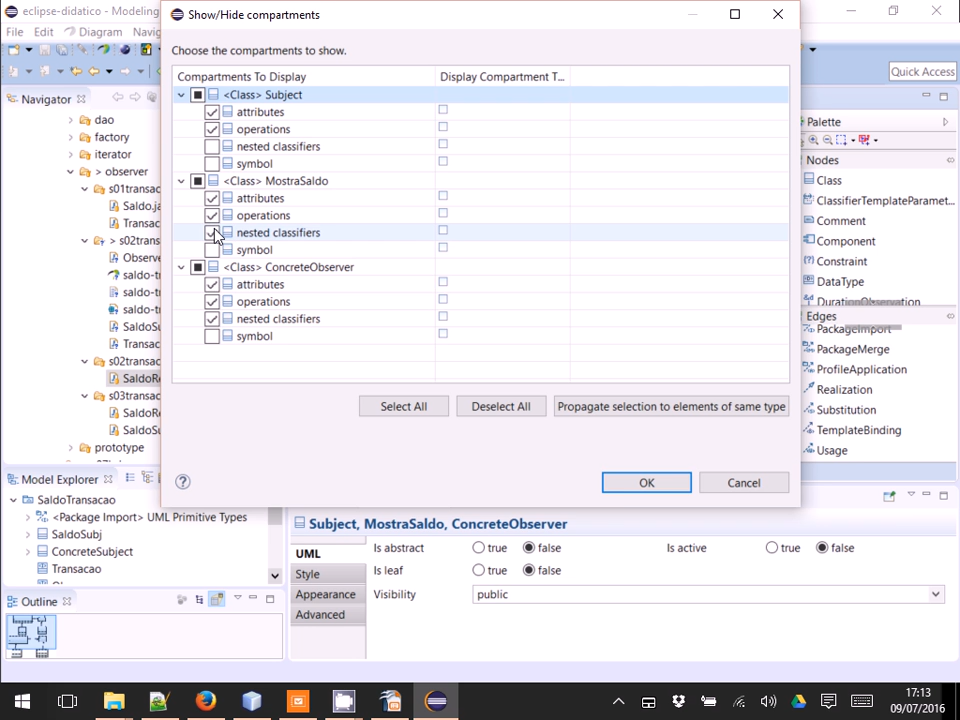 eclipse-didatico - Modeling
Show/Hide compartments
File Edit Diagram
Choose the compartments to show.
Quick Access
Compartments To Display Display Compartment T...
<Class> Subject
attributes
operations
nested classifiers
symbol
<Class> MostraSaldo
attributes
operations
nested classifiers
symbol
<Class> ConcreteObserver
attributes
operations
nested classifiers
symbol
Select All Deselect All Propagate selection to elements of same type
OK Cancel
Navigator
dao
factory
iterator
> observer
s01transac
Saldo.ja
Transac
> s02trans
Observe
saldo-tr
saldo-t
saldo-tr
SaldoSu
Transac
s02transac
SaldoRe
s03transac
SaldoRe
SaldoSu
prototype
Palette
Nodes
Class
ClassifierTemplateParamet...
Comment
Component
Constraint
DataType
DurationObservation
Edges
PackageImport
PackageMerge
ProfileApplication
Realization
Substitution
TemplateBinding
Usage
Model Explorer
SaldoTransacao
<Package Import> UML Primitive Types
SaldoSubj
ConcreteSubject
Transacao
Outline
Subject, MostraSaldo, ConcreteObserver
UML
Style
Appearance
Advanced
Is abstract true false Is active true false
Is leaf true false
Visibility public
17:13
09/07/2016